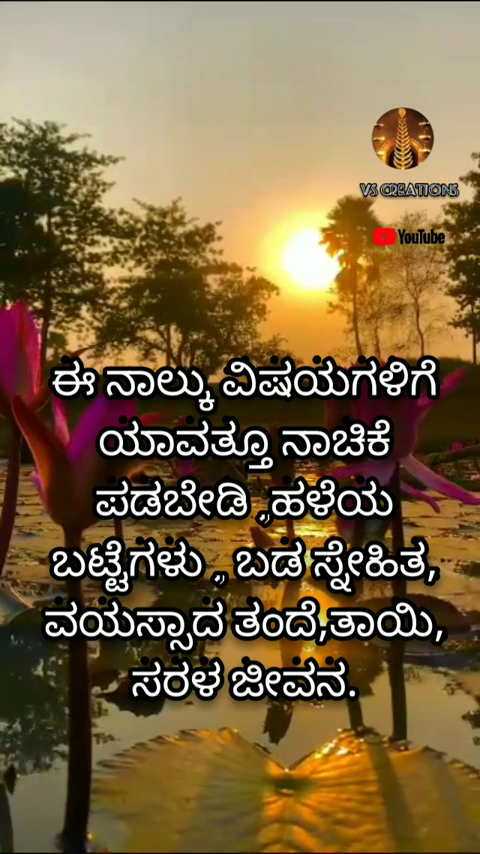 VS CREATIONS
YouTube
ಈ ನಾಲ್ಕು ವಿಷಯಗಳಿಗೆ
ಯಾವತ್ತೂ ನಾಚಿಕೆ
ಪಡಬೇಡಿ ,ಹಳೆಯ
ಬಟ್ಟೆಗಳು , ಬಡ ಸ್ನೇಹಿತ,
ವಯಸ್ಸಾದ ತಂದೆ,ತಾಯಿ,
ಸರಳ ಜೀವನ.